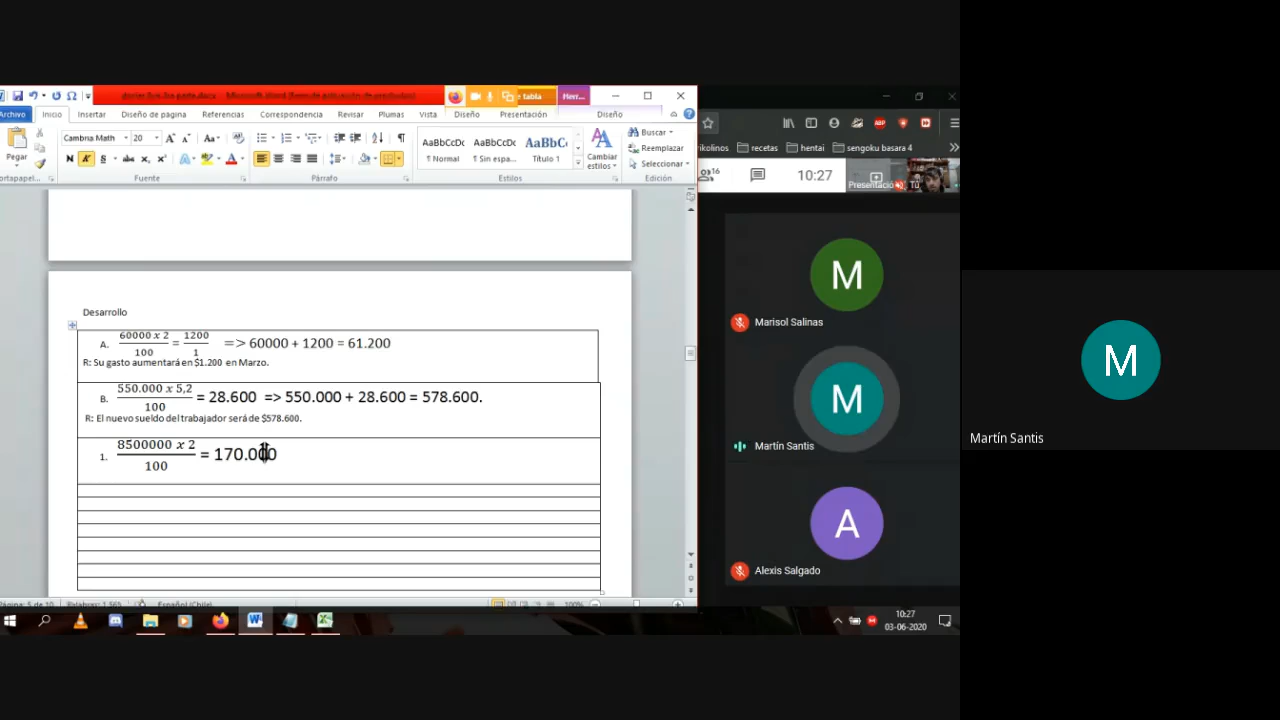 Archivo Inicio Insertar Diseño de página Referencias Correspondencia Revisar Plumas Vista Diseño Presentación Diseño
e tabla
Herr...
Cambria Math 20
Pegar
AaBbCcDc AaBbCcDc AaBbC
¶ Normal ¶ Sin espa... Título 1
Cambiar estilos
Buscar
Reemplazar
Seleccionar
Fuente Párrafo Estilos Edición
recetas hentai sengoku basara 4
16 10:27
Tú
Desarrollo
A. 60000 x 2 / 100 = 1200 / 1 => 60000 + 1200 = 61.200
R: Su gasto aumentará en $1.200 en Marzo.
B. 550.000 x 5,2 / 100 = 28.600 => 550.000 + 28.600 = 578.600.
R: El nuevo sueldo del trabajador será de $578.600.
1. 8500000 x 2 / 100 = 170.000
M
Marisol Salinas
M
Martín Santis
A
Alexis Salgado
M
Martín Santis
100%
10:27
03-06-2020